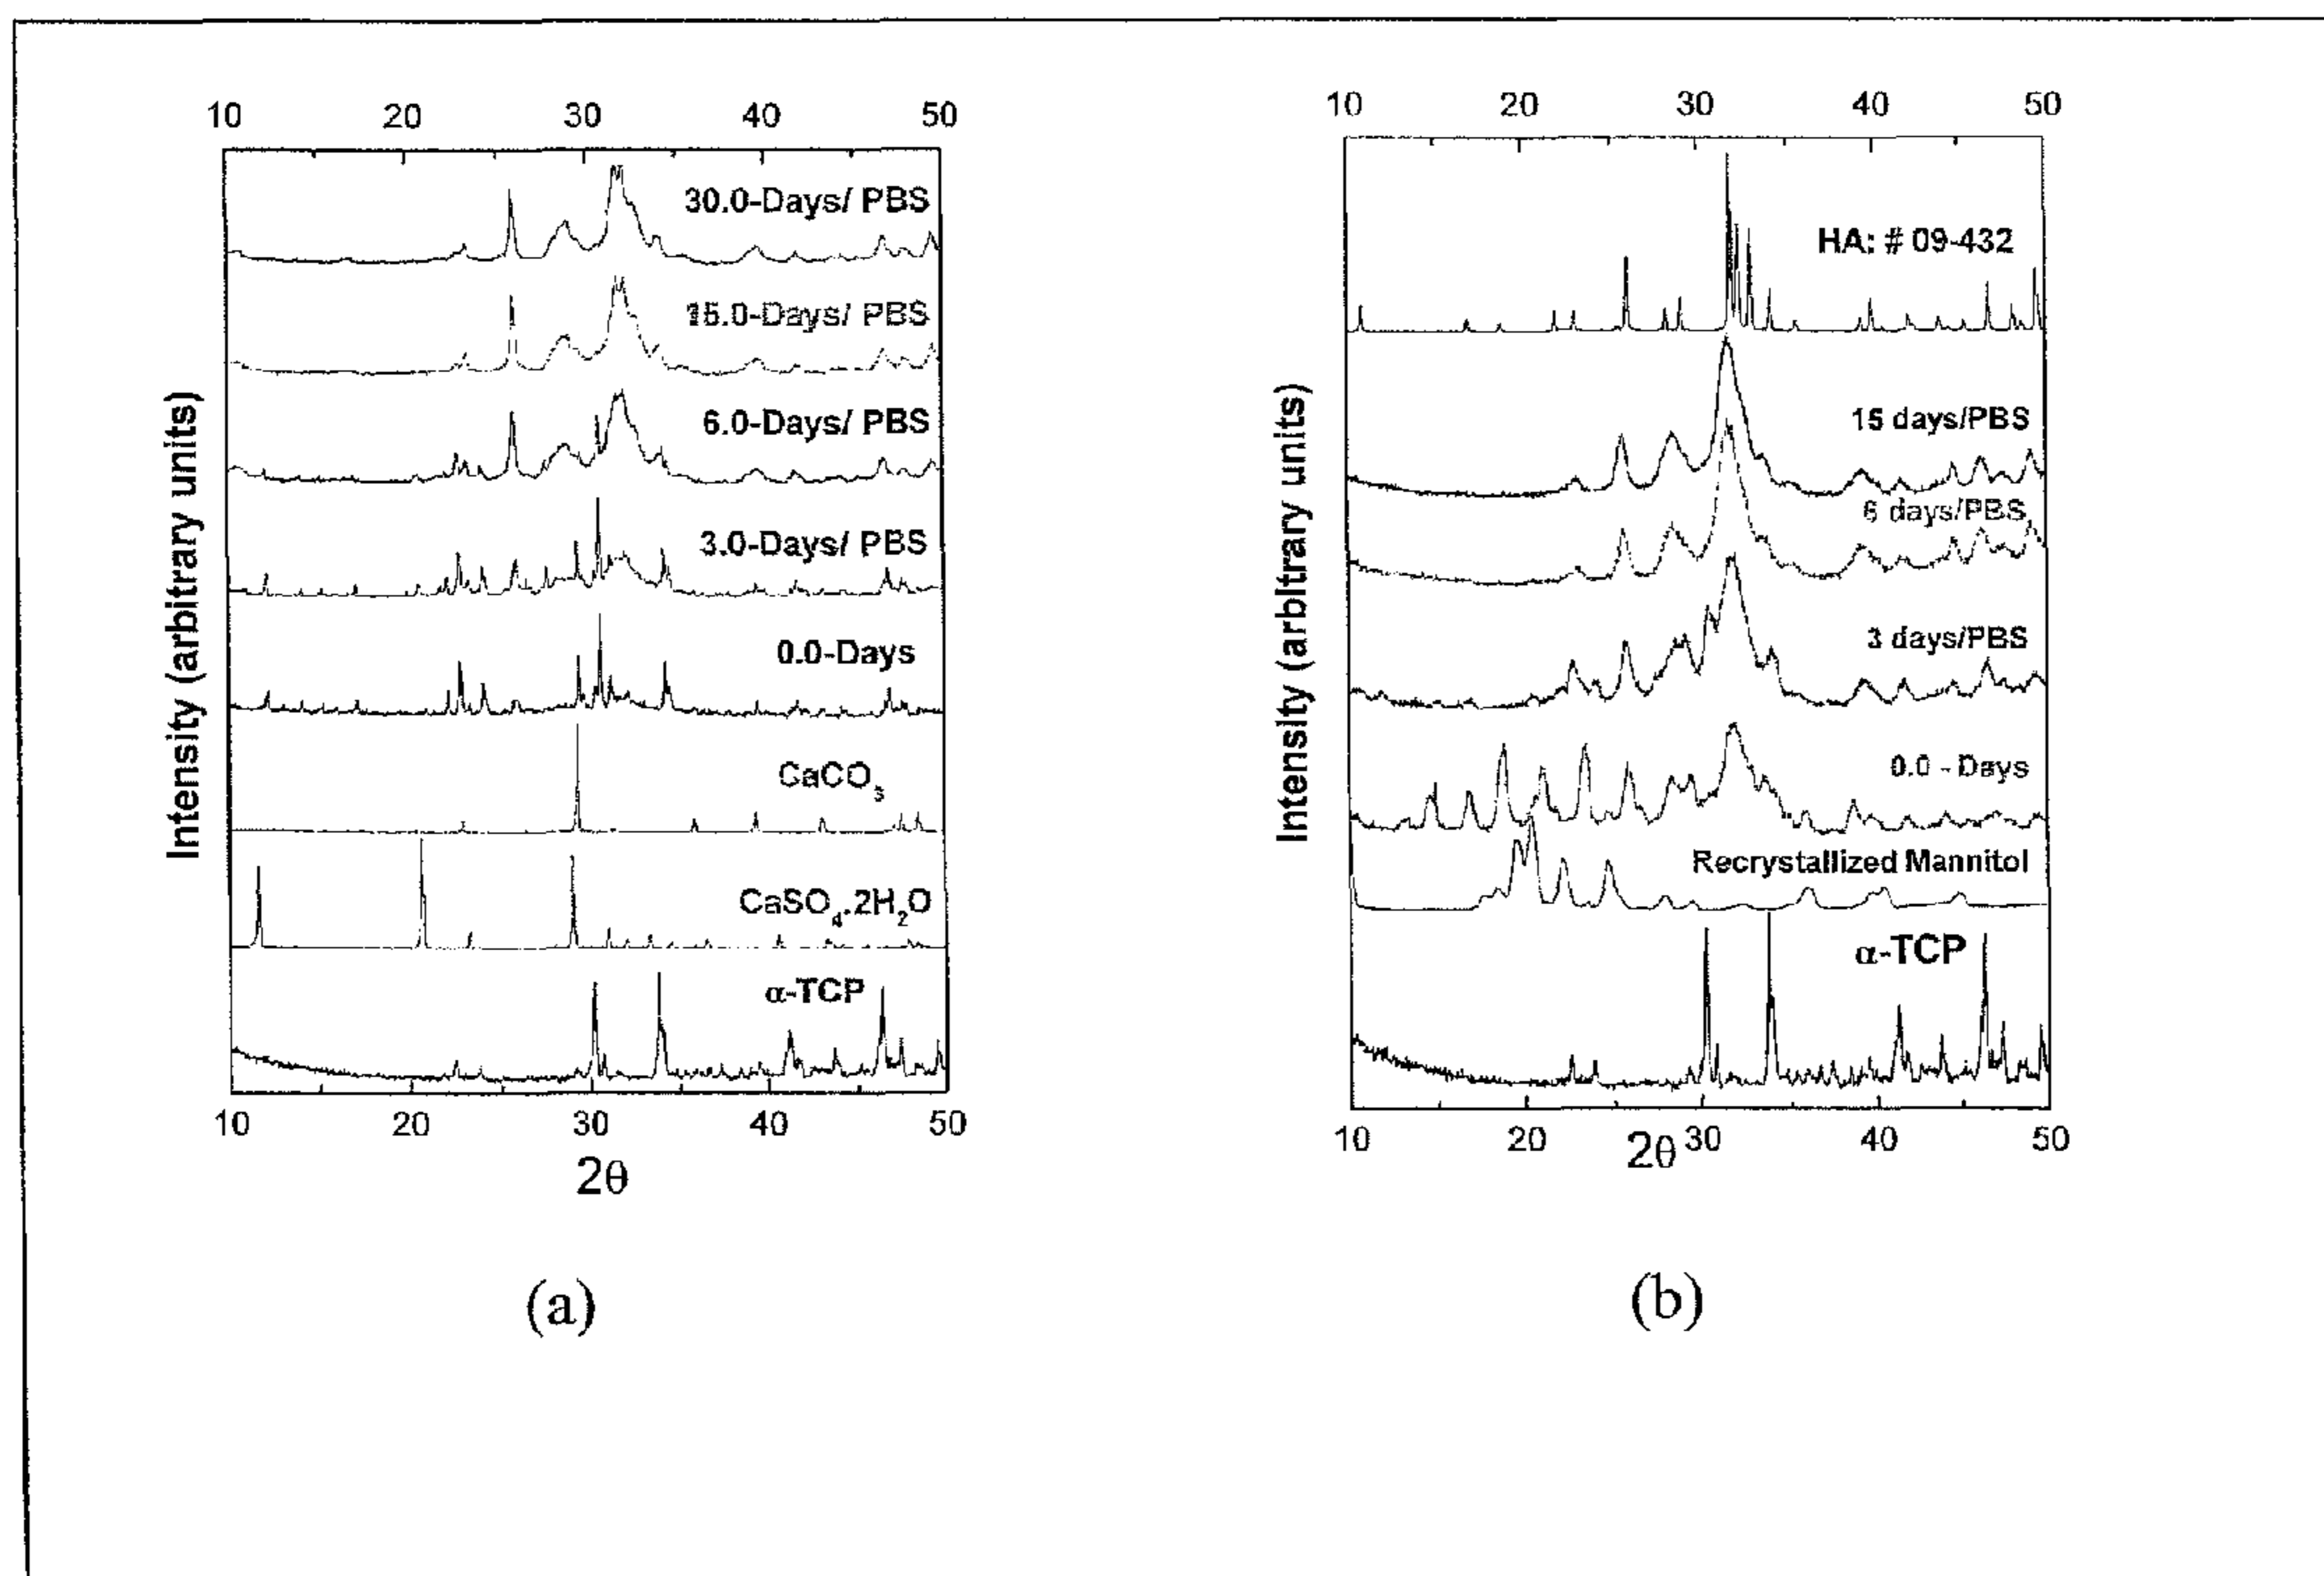 10 20 30 40 50
30.0-Days/ PBS
15.0-Days/ PBS
6.0-Days/ PBS
3.0-Days/ PBS
0.0-Days
CaCO3
CaSO4.2H2O
α-TCP
Intensity (arbitrary units)
10 20 30 40 50
2θ
(a)
10 20 30 40 50
HA: # 09-432
15 days/PBS
6 days/PBS
3 days/PBS
0.0 - Days
Recrystallized Mannitol
α-TCP
Intensity (arbitrary units)
10 20 30 40 50
2θ
(b)